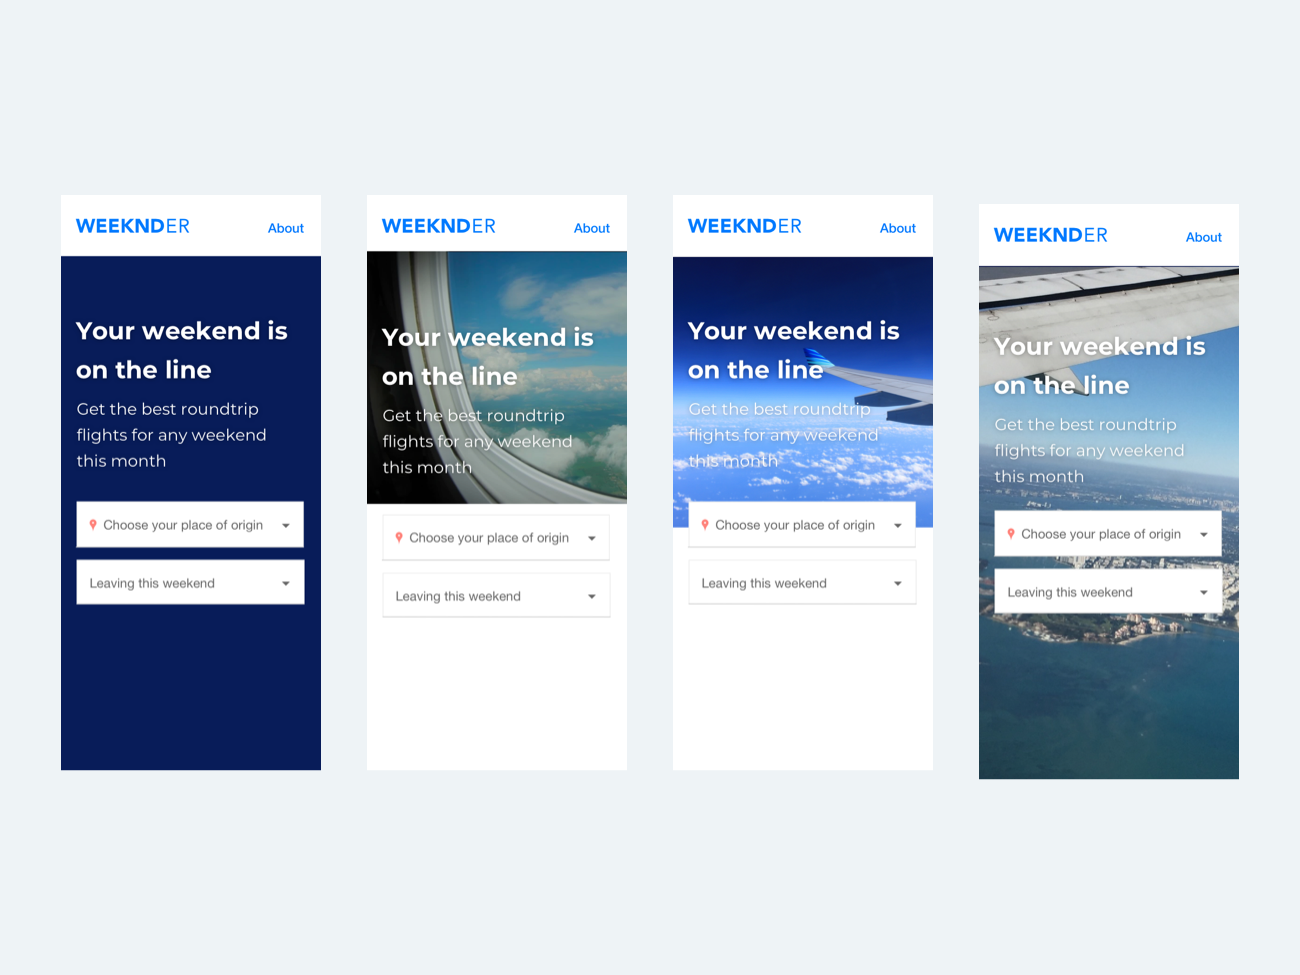 WEEKNDER
About
Your weekend is
on the line
Get the best roundtrip
flights for any weekend
this month
Choose your place of origin
Leaving this weekend
WEEKNDER
About
Your weekend is
on the line
Get the best roundtrip
flights for any weekend
this month
Choose your place of origin
Leaving this weekend
WEEKNDER
About
Your weekend is
on the line
Get the best roundtrip
flights for any weekend
this month
Choose your place of origin
Leaving this weekend
WEEKNDER
About
Your weekend is
on the line
Get the best roundtrip
flights for any weekend
this month
Choose your place of origin
Leaving this weekend